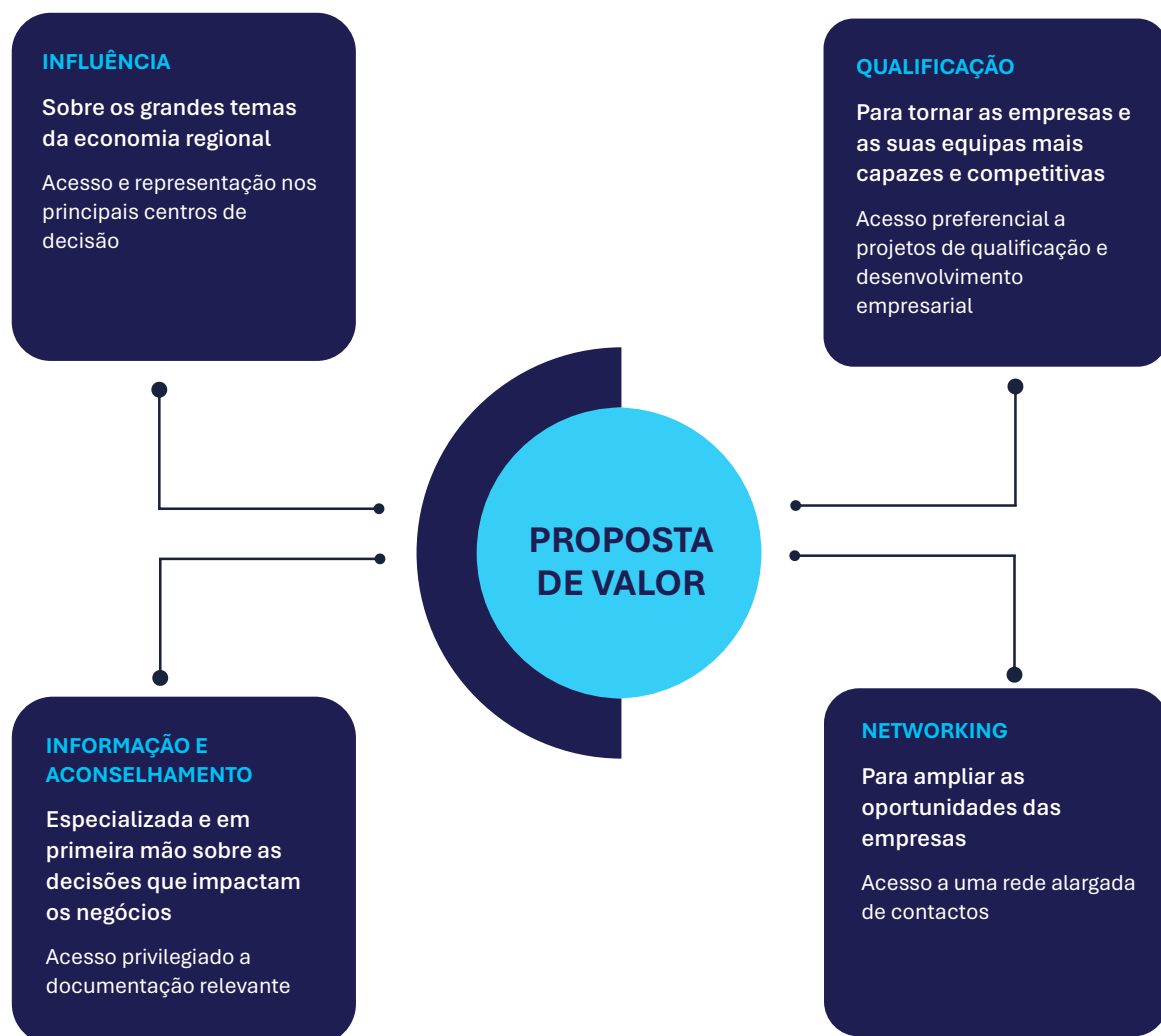 INFLUÊNCIA
Sobre os grandes temas
da economia regional
Acesso e representação nos
principais centros de
decisão
QUALIFICAÇÃO
Para tornar as empresas e
as suas equipas mais
capazes e competitivas
Acesso preferencial a
projetos de qualificação e
desenvolvimento
empresarial
PROPOSTA
DE VALOR
INFORMAÇÃO E
ACONSELHAMENTO
Especializada e em
primeira mão sobre as
decisões que impactam
os negócios
Acesso privilegiado a
documentação relevante
NETWORKING
Para ampliar as
oportunidades das
empresas
Acesso a uma rede alargada
de contactos